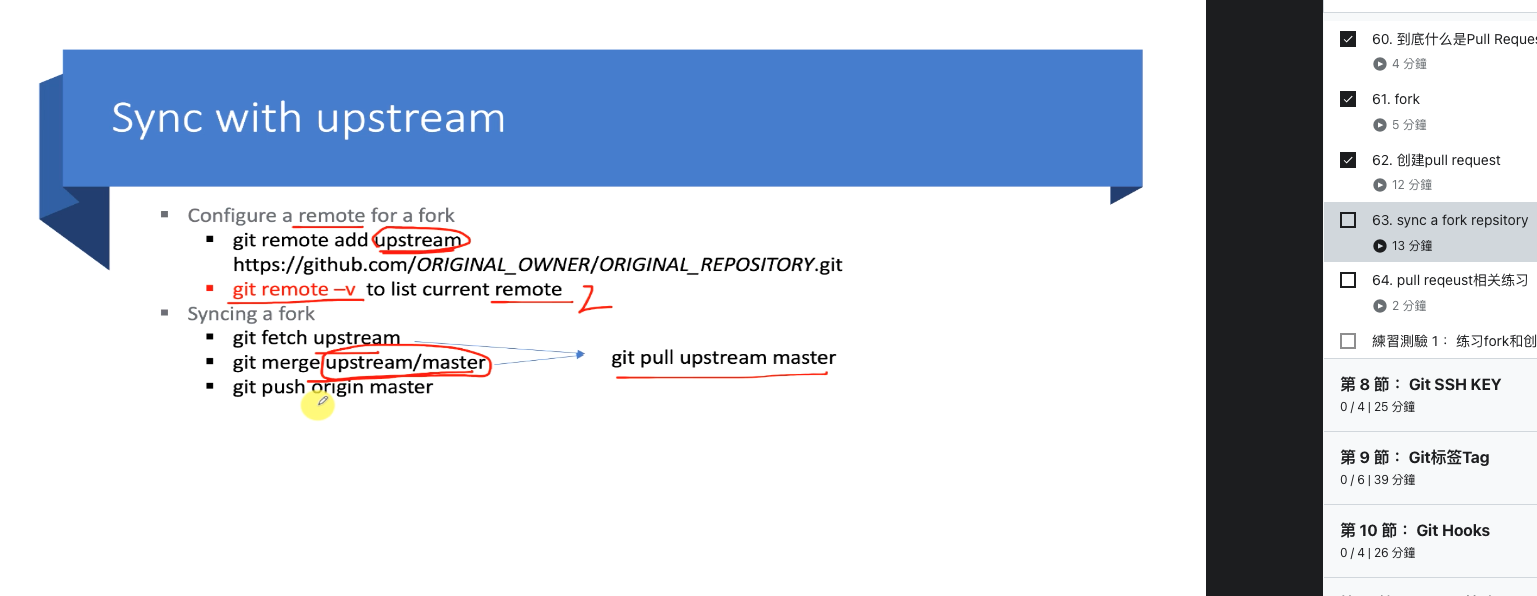 Sync with upstream
Configure a remote for a fork
git remote add upstream
https://github.com/ORIGINAL_OWNER/ORIGINAL_REPOSITORY.git
git remote –v to list current remote 2
Syncing a fork
git fetch upstream
git merge upstream/master
git pull upstream master
git push origin master
60. 到底什么是Pull Reque
4 分鐘
61. fork
5 分鐘
62. 创建pull request
12 分鐘
63. sync a fork repsitory
13 分鐘
64. pull reqeust相关练习
2 分鐘
練習測驗 1： 练习fork和创
第 8 節： Git SSH KEY
0 / 4 | 25 分鐘
第 9 節： Git标签Tag
0 / 6 | 39 分鐘
第 10 節： Git Hooks
0 / 4 | 26 分鐘